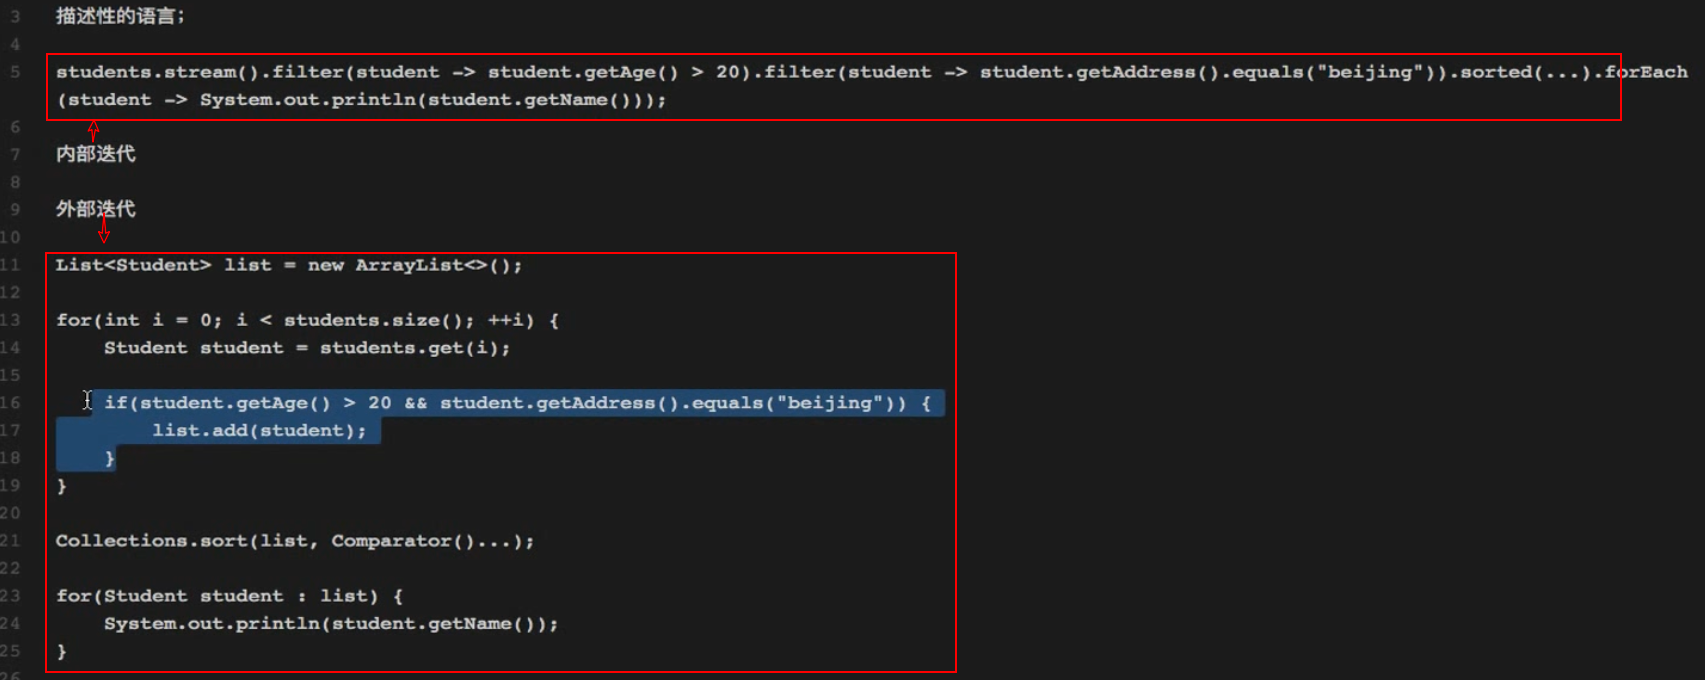 3 描述性的语言；
4
5 students.stream().filter(student -> student.getAge() > 20).filter(student -> student.getAddress().equals("beijing")).sorted(...).forEach
(student -> System.out.println(student.getName()));
6
7 内部迭代
8
9 外部迭代
10
11 List<Student> list = new ArrayList<>();
12
13 for(int i = 0; i < students.size(); ++i) {
14     Student student = students.get(i);
15
16     if(student.getAge() > 20 && student.getAddress().equals("beijing")) {
17         list.add(student);
18     }
19 }
20
21 Collections.sort(list, Comparator()...);
22
23 for(Student student : list) {
24     System.out.println(student.getName());
25 }
26